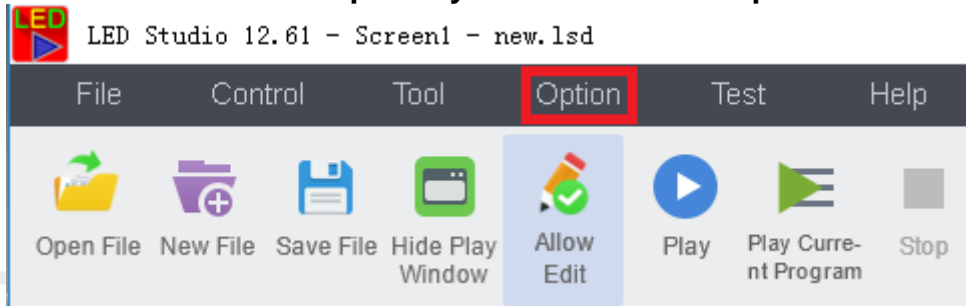 LED
LED Studio 12.61 - Screen1 - new.lsd
File Control Tool Option Test Help
Open File New File Save File Hide Play Window Allow Edit Play Play Curre-nt Program Stop